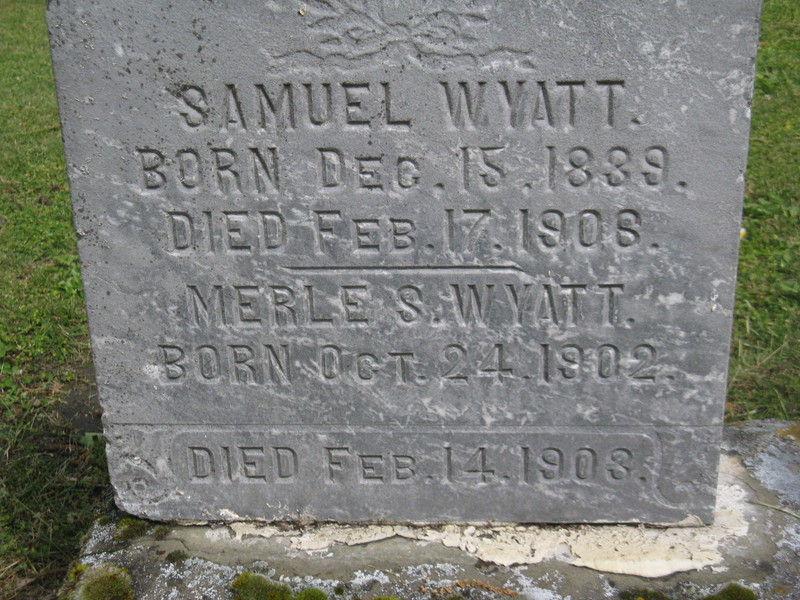 SAMUEL WYATT.
BORN DEC. 15. 1839.
DIED FEB. 17. 1908.
MERLE S. WYATT.
BORN OCT. 24. 1902.
DIED FEB. 14. 1903.